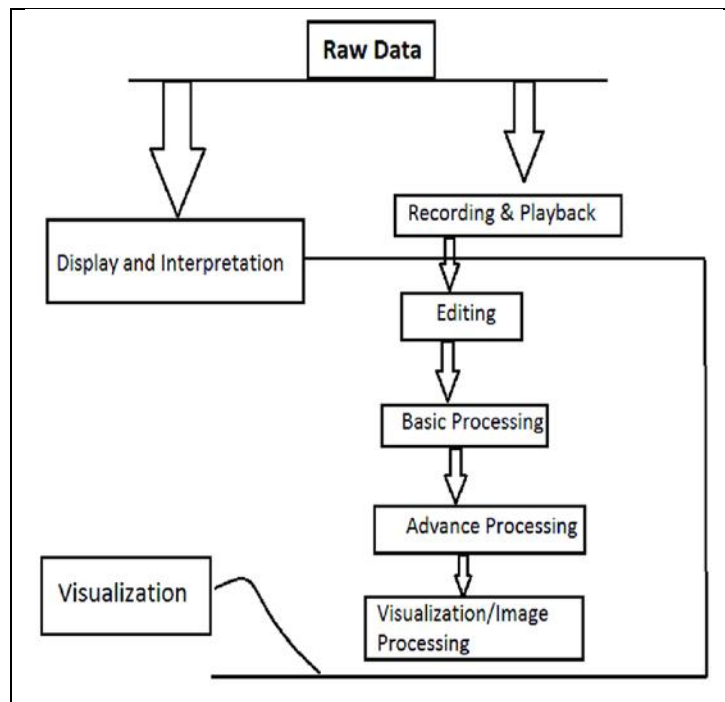 Raw Data
Recording & Playback
Display and Interpretation
Editing
Basic Processing
Advance Processing
Visualization
Visualization/Image
Processing